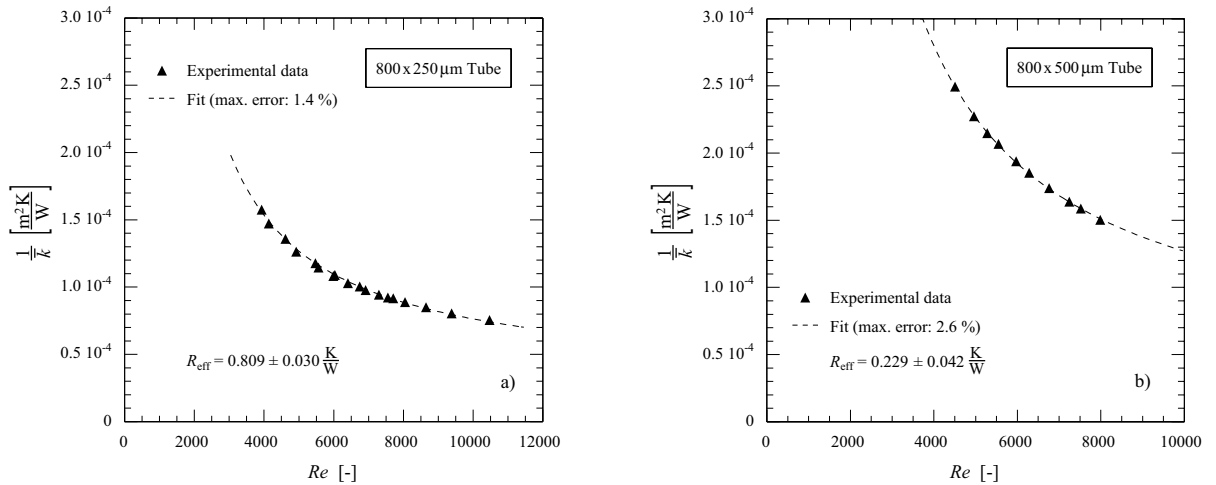 3.0 10⁻⁴
800 x 250 μm Tube
Experimental data
2.5 10⁻⁴
Fit (max. error: 1.4 %)
2.0 10⁻⁴
1.5 10⁻⁴
1/k [m² K/W]
1.0 10⁻⁴
0.5 10⁻⁴
R_eff = 0.809 ± 0.030 K/W
a)
0
0 2000 4000 6000 8000 10000 12000
Re [-]
3.0 10⁻⁴
800 x 500 μm Tube
2.5 10⁻⁴
2.0 10⁻⁴
1.5 10⁻⁴
1/k [m² K/W]
1.0 10⁻⁴
Experimental data
Fit (max. error: 2.6 %)
0.5 10⁻⁴
R_eff = 0.229 ± 0.042 K/W
b)
0
0 2000 4000 6000 8000 10000
Re [-]